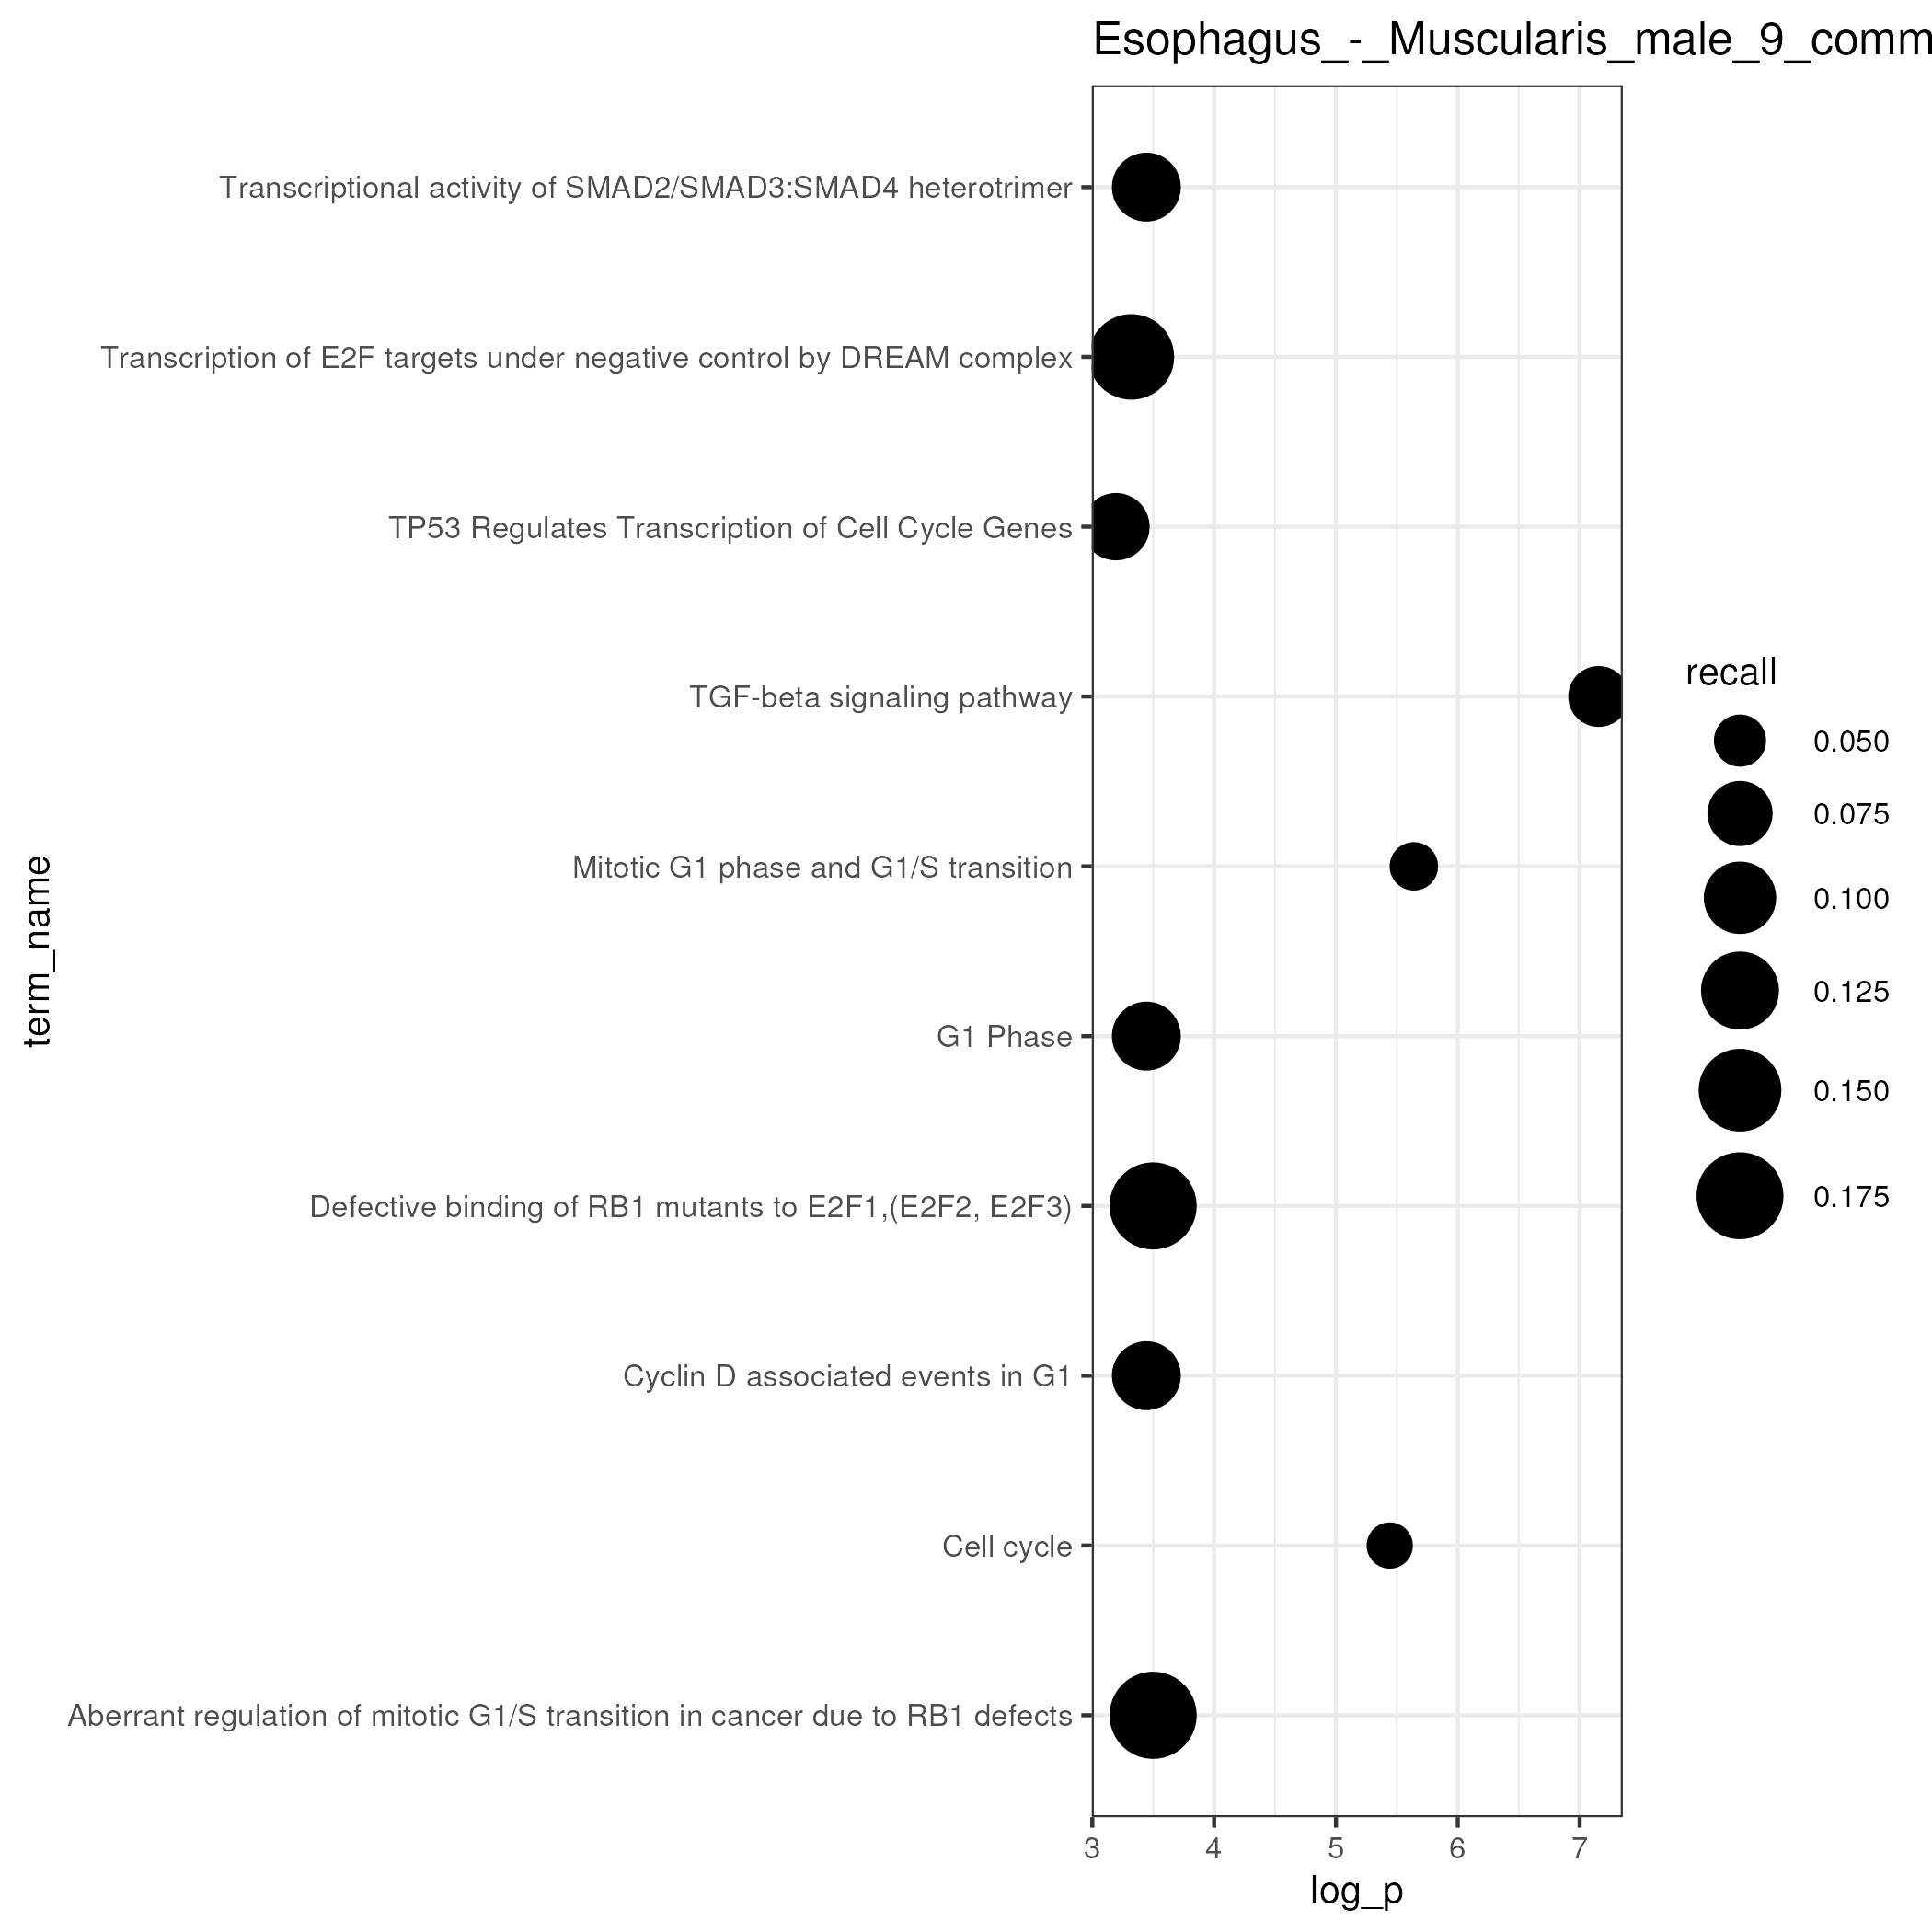 Esophagus_-_Muscularis_male_9_comm
Transcriptional activity of SMAD2/SMAD3:SMAD4 heterotrimer
Transcription of E2F targets under negative control by DREAM complex
TP53 Regulates Transcription of Cell Cycle Genes
TGF-beta signaling pathway
Mitotic G1 phase and G1/S transition
G1 Phase
Defective binding of RB1 mutants to E2F1,(E2F2, E2F3)
Cyclin D associated events in G1
Cell cycle
Aberrant regulation of mitotic G1/S transition in cancer due to RB1 defects
term_name
3 4 5 6 7
log_p
recall
0.050
0.075
0.100
0.125
0.150
0.175